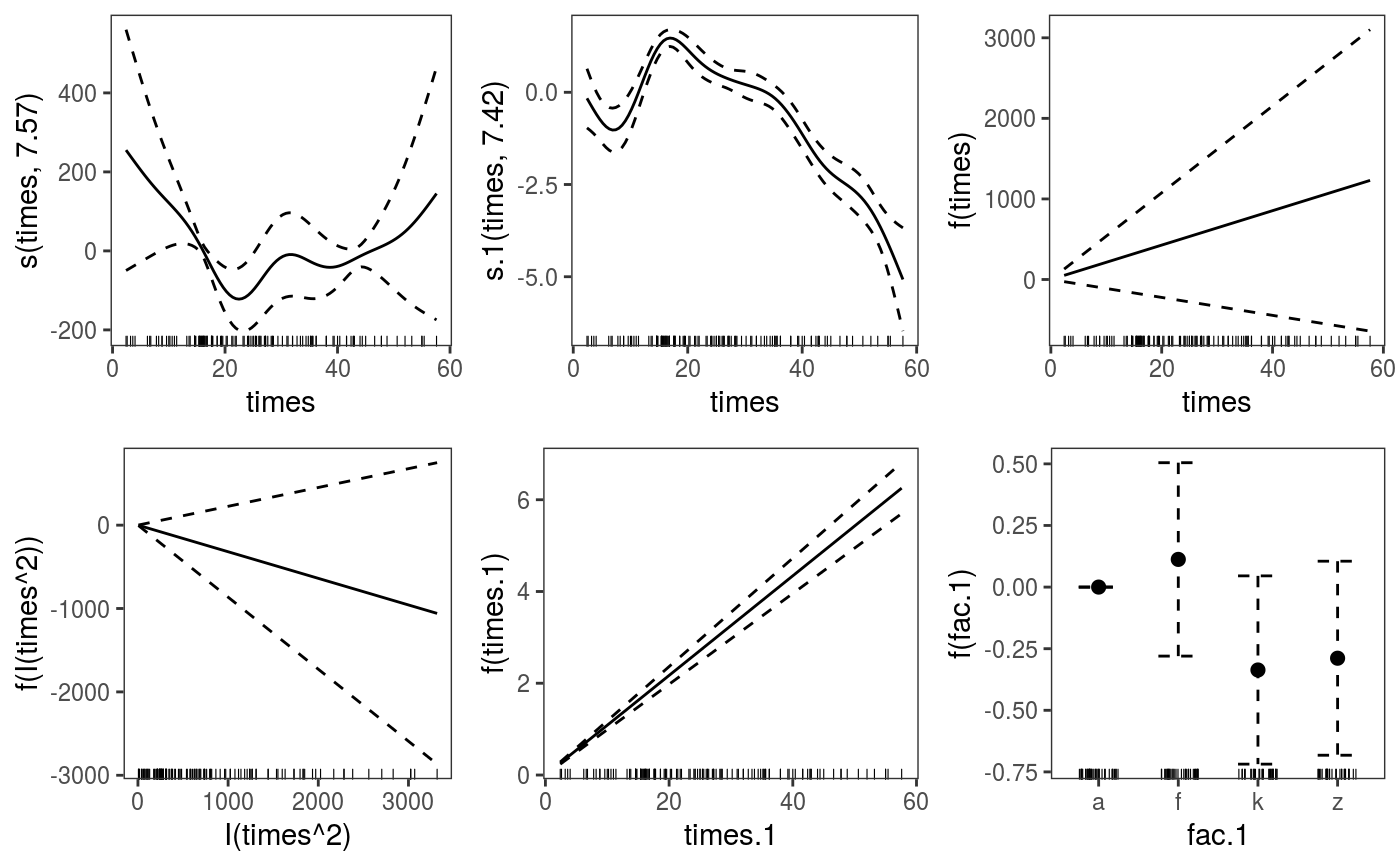 s(times, 7.57)
400
200
0
-200
0
20
40
60
times
s.1(times, 7.42)
0.0
-2.5
-5.0
0
20
40
60
times
f(times)
3000
2000
1000
0
0
20
40
60
times
f(I(times^2))
0
-1000
-2000
-3000
0
1000
2000
3000
I(times^2)
f(times.1)
6
4
2
0
0
20
40
60
times.1
f(fac.1)
0.50
0.25
0.00
-0.25
-0.50
-0.75
a
f
k
z
fac.1